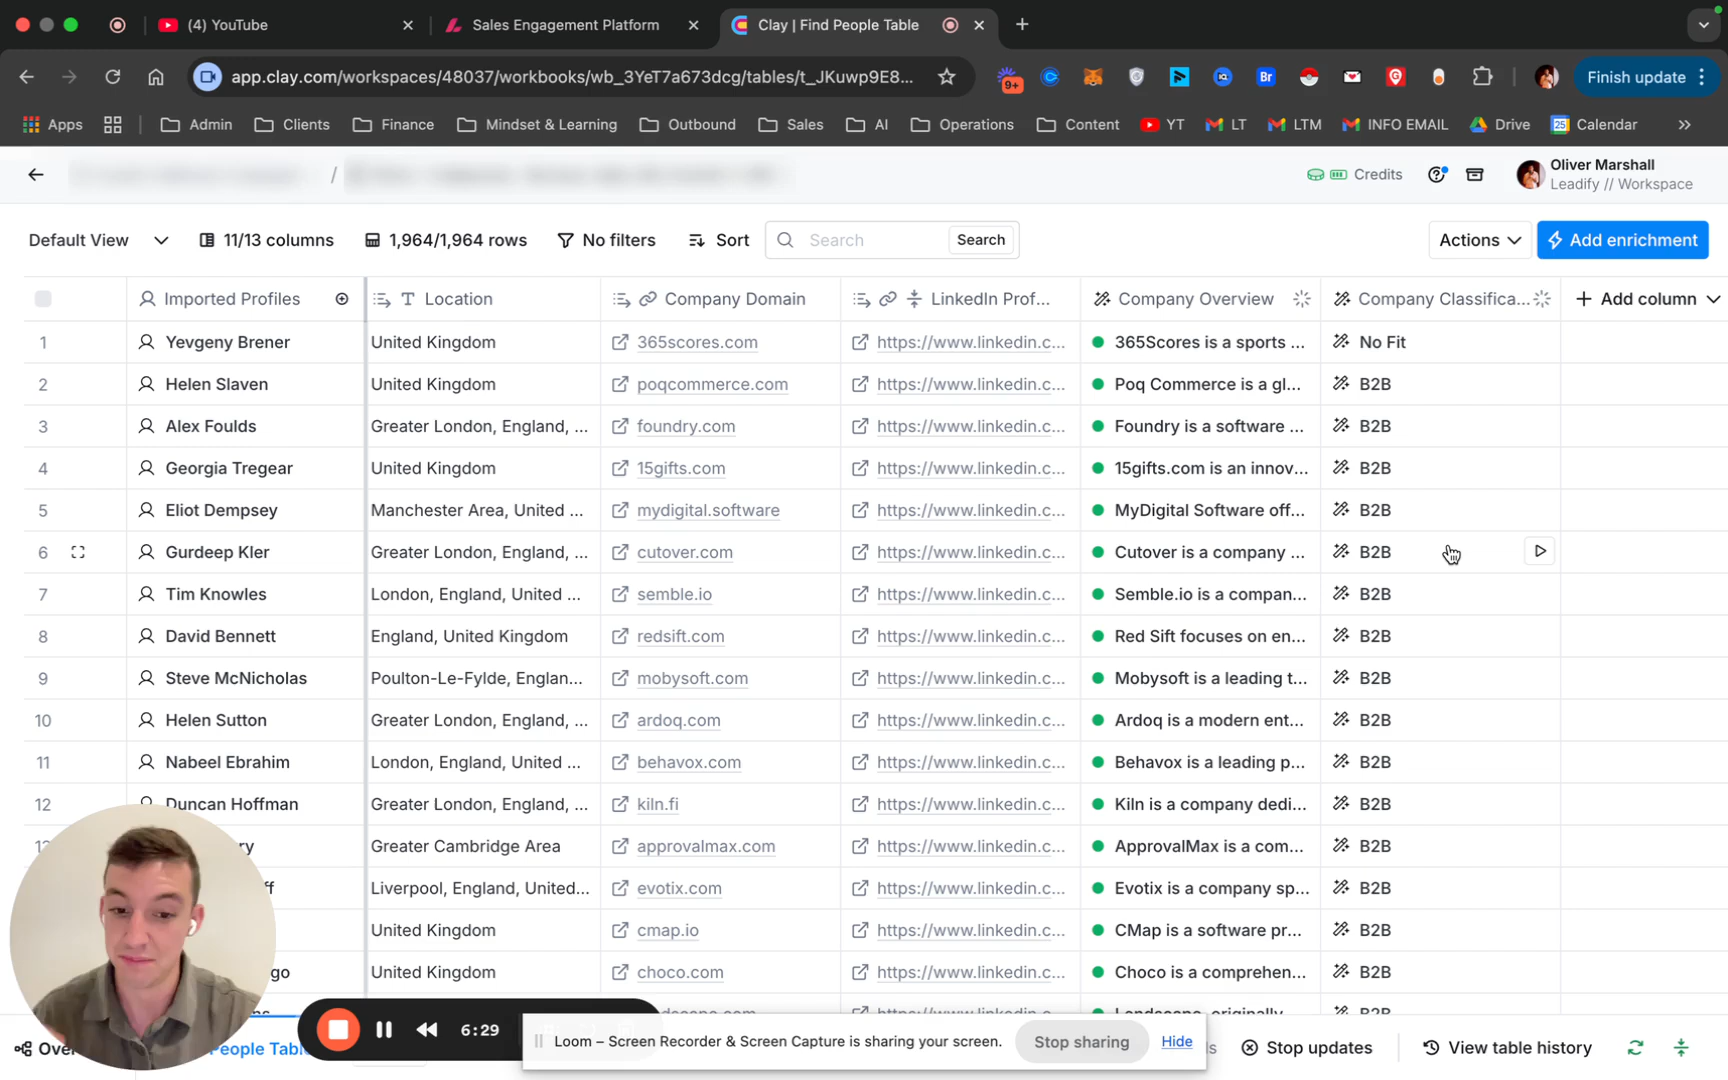 (4) YouTube
Sales Engagement Platform
Clay | Find People Table
app.clay.com/workspaces/48037/workbooks/wb_3YeT7a673dcg/tables/t_JKuwp9E8...
9+
Br
Finish update
Apps
Admin
Clients
Finance
Mindset & Learning
Outbound
Sales
AI
Operations
Content
YT
LT
LTM
INFO EMAIL
Drive
25
Calendar
/
Credits
Oliver Marshall
Leadify // Workspace
Default View
11/13 columns
1,964/1,964 rows
No filters
Sort
Search
Search
Actions
Add enrichment
Imported Profiles
Location
Company Domain
LinkedIn Prof...
Company Overview
Company Classifica...
Add column
1 Yevgeny Brener United Kingdom 365scores.com https://www.linkedin.c... 365Scores is a sports ... No Fit
2 Helen Slaven United Kingdom poqcommerce.com https://www.linkedin.c... Poq Commerce is a gl... B2B
3 Alex Foulds Greater London, England, ... foundry.com https://www.linkedin.c... Foundry is a software ... B2B
4 Georgia Tregear United Kingdom 15gifts.com https://www.linkedin.c... 15gifts.com is an innov... B2B
5 Eliot Dempsey Manchester Area, United ... mydigital.software https://www.linkedin.c... MyDigital Software off... B2B
6 Gurdeep Kler Greater London, England, ... cutover.com https://www.linkedin.c... Cutover is a company ... B2B
7 Tim Knowles London, England, United ... semble.io https://www.linkedin.c... Semble.io is a compan... B2B
8 David Bennett England, United Kingdom redsift.com https://www.linkedin.c... Red Sift focuses on en... B2B
9 Steve McNicholas Poulton-Le-Fylde, Englan... mobysoft.com https://www.linkedin.c... Mobysoft is a leading t... B2B
10 Helen Sutton Greater London, England, ... ardoq.com https://www.linkedin.c... Ardoq is a modern ent... B2B
11 Nabeel Ebrahim London, England, United ... behavox.com https://www.linkedin.c... Behavox is a leading p... B2B
12 Duncan Hoffman Greater London, England, ... kiln.fi https://www.linkedin.c... Kiln is a company dedi... B2B
ry Greater Cambridge Area approvalmax.com https://www.linkedin.c... ApprovalMax is a com... B2B
ff Liverpool, England, United... evotix.com https://www.linkedin.c... Evotix is a company sp... B2B
United Kingdom cmap.io https://www.linkedin.c... CMap is a software pr... B2B
go United Kingdom choco.com https://www.linkedin.c... Choco is a comprehen... B2B
6:29
Loom – Screen Recorder & Screen Capture is sharing your screen.
Stop sharing
Hide
Over
People Tabl
Stop updates
View table history